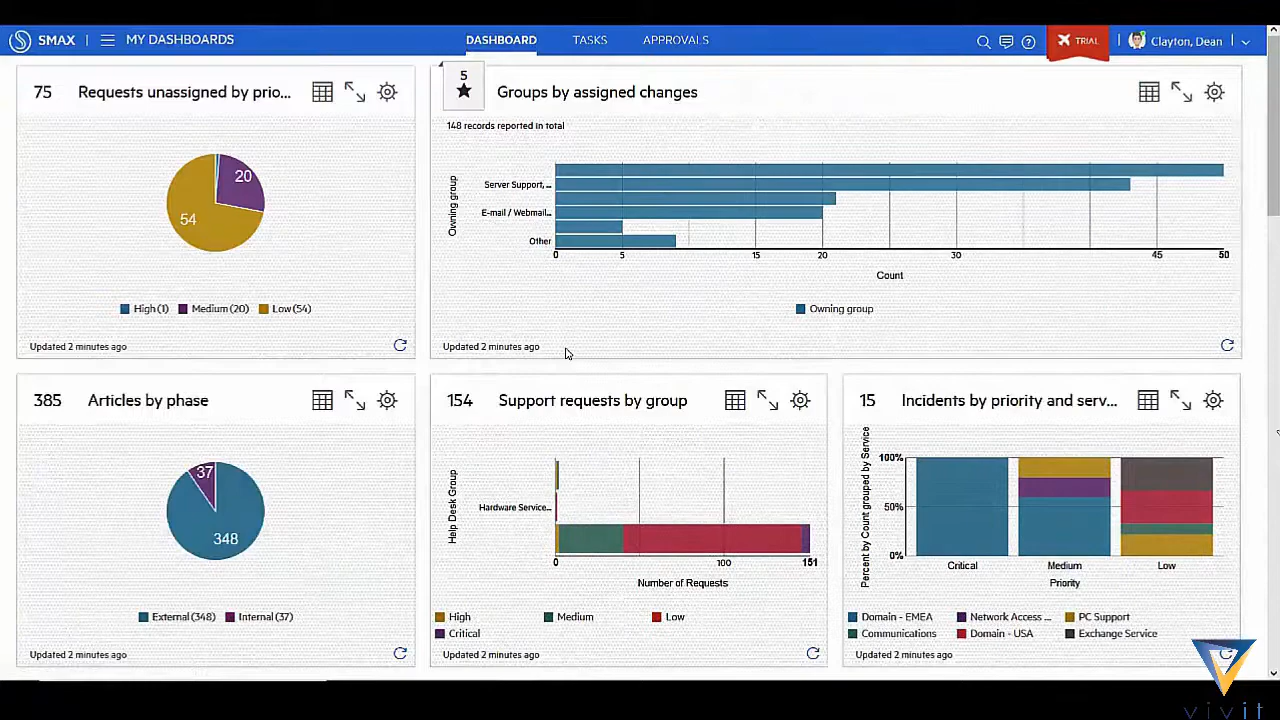 SMAX MY DASHBOARDS DASHBOARD TASKS APPROVALS TRIAL Clayton, Dean
75 Requests unassigned by prio...
20
54
High (1) Medium (20) Low (54)
Updated 2 minutes ago
5
Groups by assigned changes
148 records reported in total
Owning group
Server Support, ...
E-mail / Webmail...
Other
0 5 15 20 30 45 50
Count
Owning group
Updated 2 minutes ago
385 Articles by phase
37
348
External (348) Internal (37)
Updated 2 minutes ago
154 Support requests by group
Help Desk Group
Hardware Service...
0 100 151
Number of Requests
High Medium Low
Critical
Updated 2 minutes ago
15 Incidents by priority and serv...
Percent by Count grouped by Service
100%
50%
0%
Critical Medium Low
Priority
Domain - EMEA Network Access ... PC Support
Communications Domain - USA Exchange Service
Updated 2 minutes ago
vivit